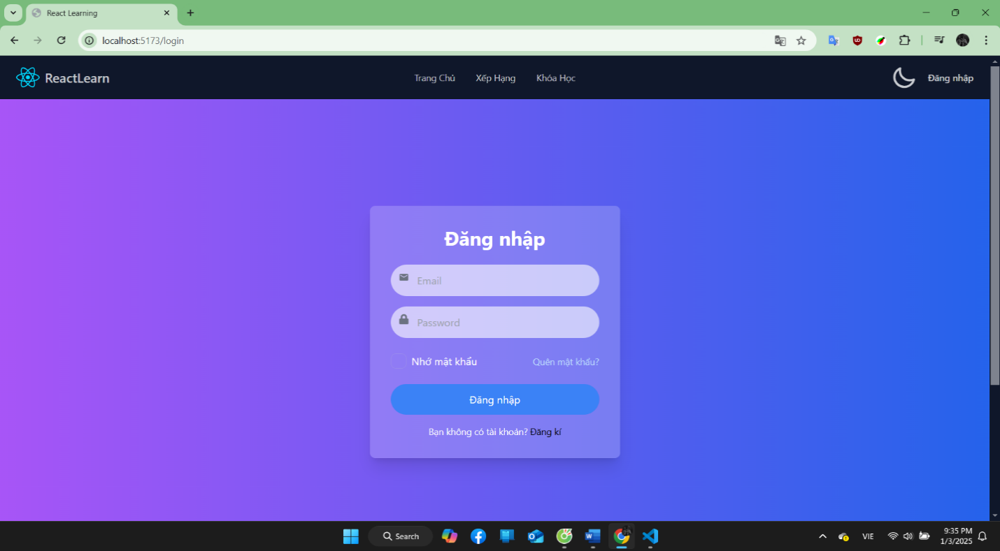 React Learning
localhost:5173/login
ReactLearn
Trang Chủ Xếp Hạng Khóa Học
Đăng nhập
Đăng nhập
Email
Password
Nhớ mật khẩu Quên mật khẩu?
Đăng nhập
Bạn không có tài khoản? Đăng kí
Search
VIE
9:35 PM
1/3/2025